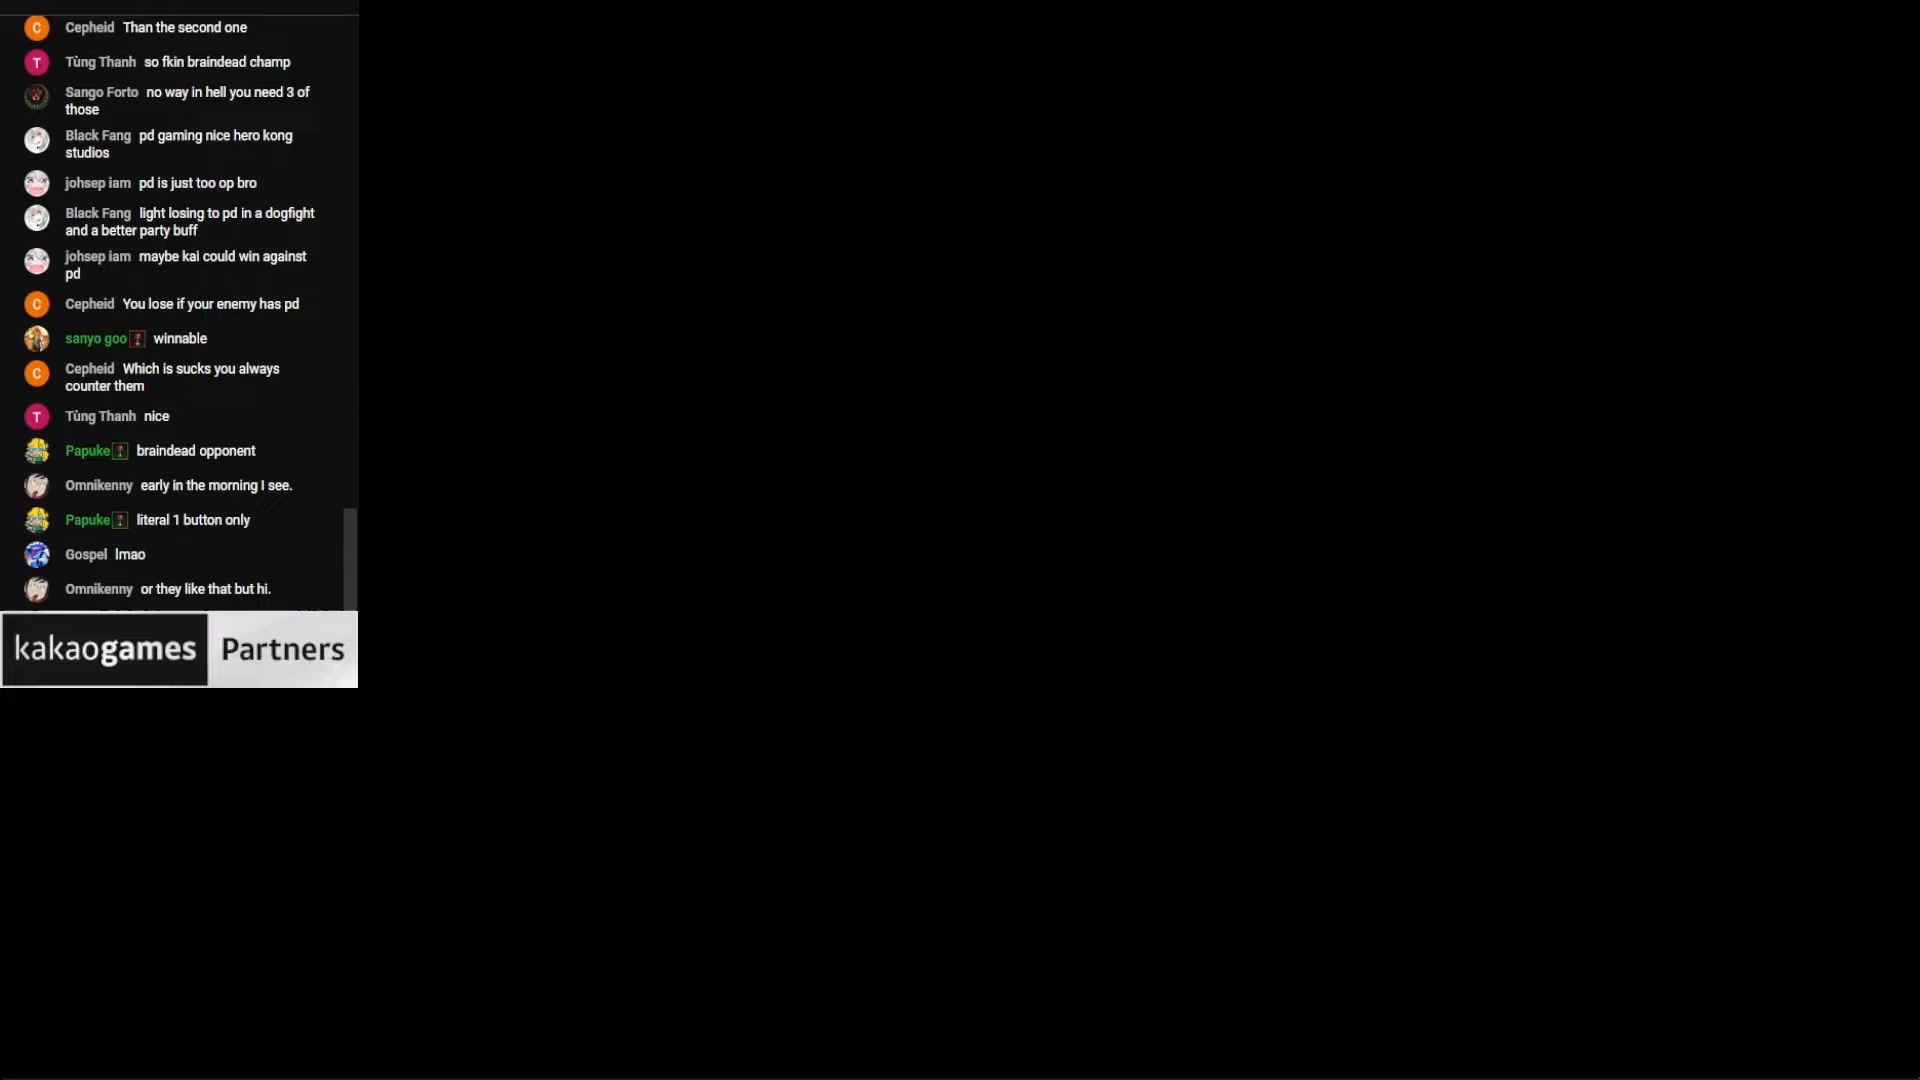 C Cepheid Than the second one
T Tùng Thanh so fkin braindead champ
Sango Forto no way in hell you need 3 of
those
Black Fang pd gaming nice hero kong
studios
johsep iam pd is just too op bro
Black Fang light losing to pd in a dogfight
and a better party buff
johsep iam maybe kai could win against
pd
C Cepheid You lose if your enemy has pd
sanyo goo winnable
C Cepheid Which is sucks you always
counter them
T Tùng Thanh nice
Papuke braindead opponent
Omnikenny early in the morning I see.
Papuke literal 1 button only
Gospel lmao
Omnikenny or they like that but hi.
kakaogames Partners